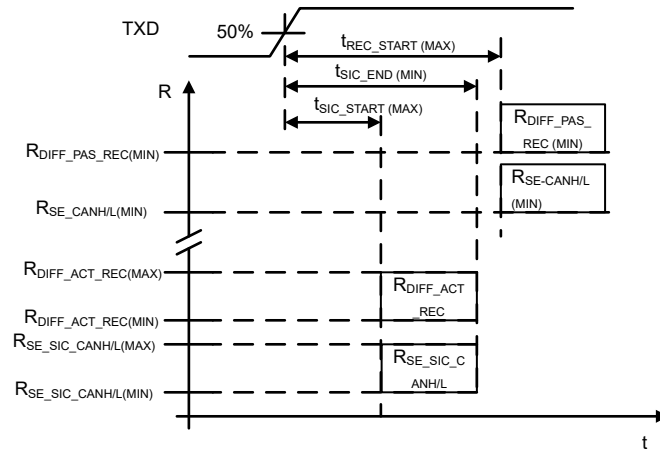 TXD
50%
tREC_START (MAX)
tSIC_END (MIN)
R
tSIC_START (MAX)
RDIFF_PAS_
REC (MIN)
RDIFF_PAS_REC(MIN)
RSE-CANH/L
(MIN)
RSE_CANH/L(MIN)
RDIFF_ACT_REC(MAX)
RDIFF_ACT
_REC
RDIFF_ACT_REC(MIN)
RSE_SIC_CANH/L(MAX)
RSE_SIC_C
ANH/L
RSE_SIC_CANH/L(MIN)
t